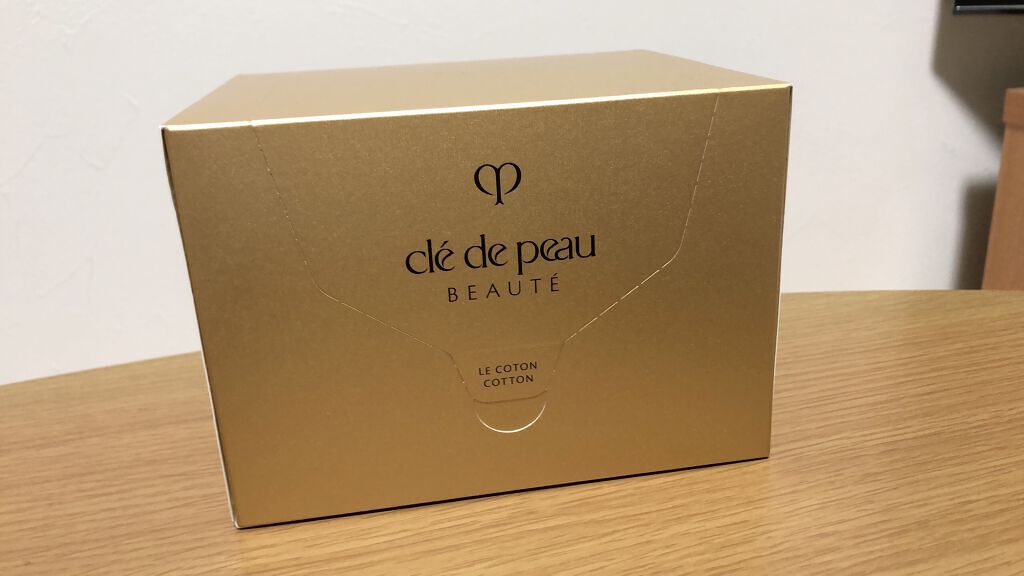 clé de peau
BEAUTÉ
LE COTON
COTTON